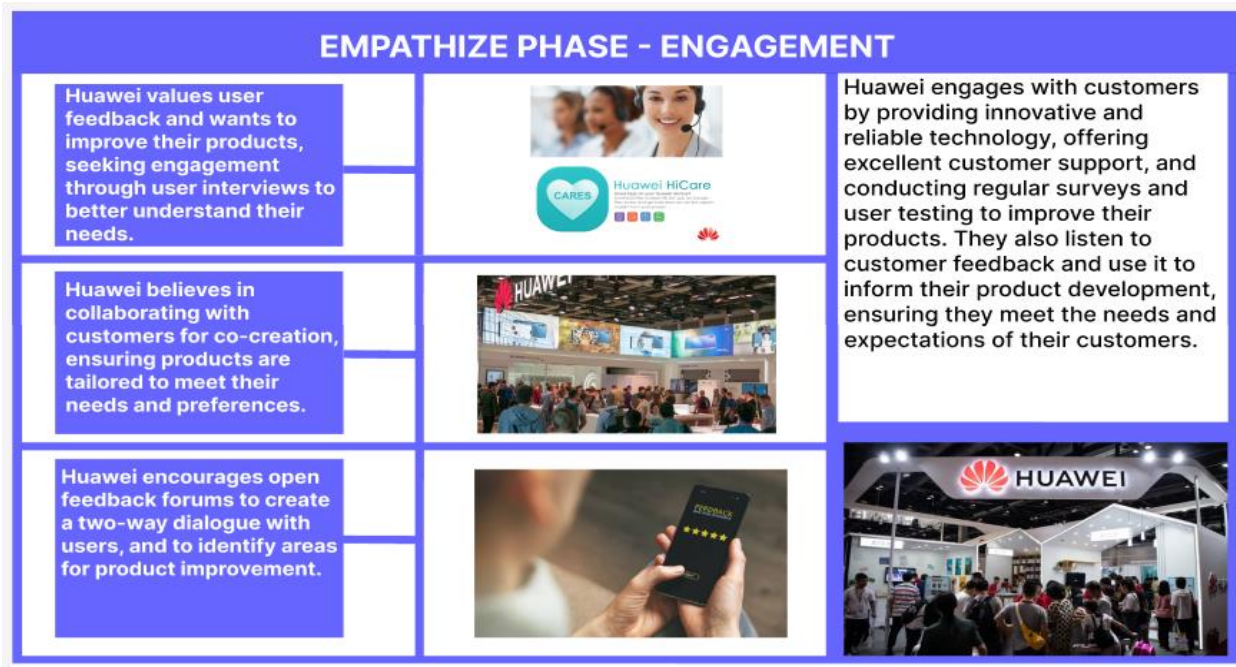 EMPATHIZE PHASE - ENGAGEMENT
Huawei values user
feedback and wants to
improve their products,
seeking engagement
through user interviews to
better understand their
needs.
CARES
Huawei HiCare
Huawei believes in
collaborating with
customers for co-creation,
ensuring products are
tailored to meet their
needs and preferences.
HUAWEI
Huawei encourages open
feedback forums to create
a two-way dialogue with
users, and to identify areas
for product improvement.
FEEDBACK
Huawei engages with customers
by providing innovative and
reliable technology, offering
excellent customer support, and
conducting regular surveys and
user testing to improve their
products. They also listen to
customer feedback and use it to
inform their product development,
ensuring they meet the needs and
expectations of their customers.
HUAWEI